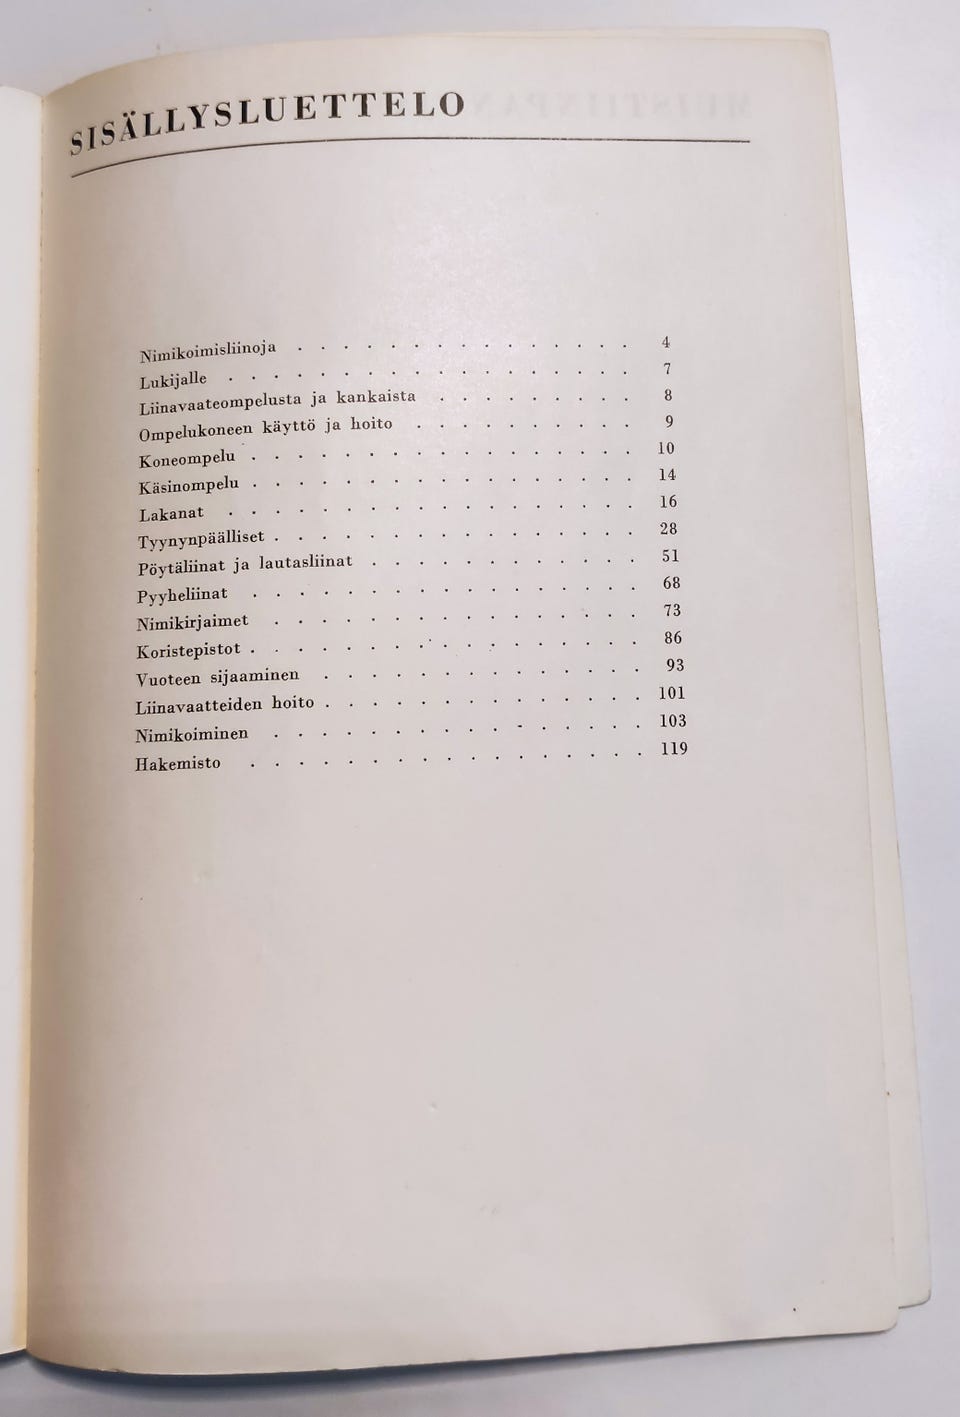 SISÄLLYSLUETTELO
Nimikoimisliinoja . . . . . . . . . . . . . . . 4
Lukijalle . . . . . . . . . . . . . . . . . . 7
Liinavaateompelusta ja kankaista . . . . . . . . . 8
Ompelukoneen käyttö ja hoito . . . . . . . . . . 9
Koneompelu . . . . . . . . . . . . . . . . . 10
Käsinompelu . . . . . . . . . . . . . . . . . 14
Lakanat . . . . . . . . . . . . . . . . . . 16
Tyynynpäälliset . . . . . . . . . . . . . . . . 28
Pöytäliinat ja lautasliinat . . . . . . . . . . . . 51
Pyyheliinat . . . . . . . . . . . . . . . . . 68
Nimikirjaimet . . . . . . . . . . . . . . . . 73
Koristepistot . . . . . . . . . . . . . . . . . 86
Vuoteen sijaaminen . . . . . . . . . . . . . . 93
Liinavaatteiden hoito . . . . . . . . . . . . . . 101
Nimikoiminen . . . . . . . . . . . . . . . . 103
Hakemisto . . . . . . . . . . . . . . . . . 119